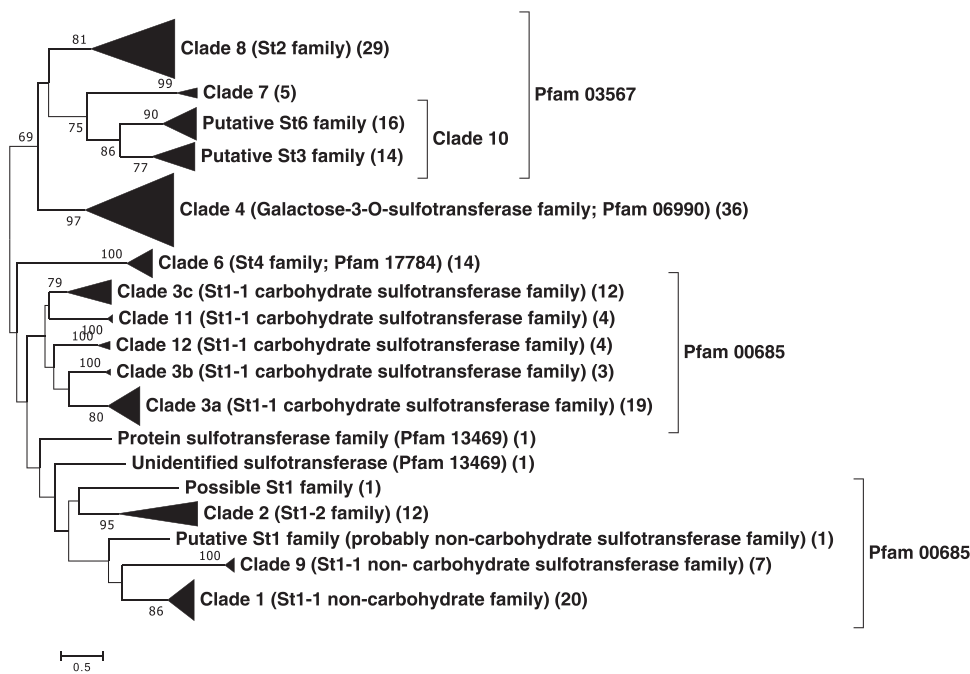 81
Clade 8 (St2 family) (29)
99
Clade 7 (5)
Pfam 03567
90
Putative St6 family (16)
75
69
Clade 10
86
Putative St3 family (14)
77
97
Clade 4 (Galactose-3-O-sulfotransferase family; Pfam 06990) (36)
100
Clade 6 (St4 family; Pfam 17784) (14)
79
Clade 3c (St1-1 carbohydrate sulfotransferase family) (12)
100
Clade 11 (St1-1 carbohydrate sulfotransferase family) (4)
100
Clade 12 (St1-1 carbohydrate sulfotransferase family) (4)
Pfam 00685
100
Clade 3b (St1-1 carbohydrate sulfotransferase family) (3)
80
Clade 3a (St1-1 carbohydrate sulfotransferase family) (19)
Protein sulfotransferase family (Pfam 13469) (1)
Unidentified sulfotransferase (Pfam 13469) (1)
Possible St1 family (1)
95
Clade 2 (St1-2 family) (12)
Putative St1 family (probably non-carbohydrate sulfotransferase family) (1)
Pfam 00685
100
Clade 9 (St1-1 non- carbohydrate sulfotransferase family) (7)
86
Clade 1 (St1-1 non-carbohydrate family) (20)
0.5